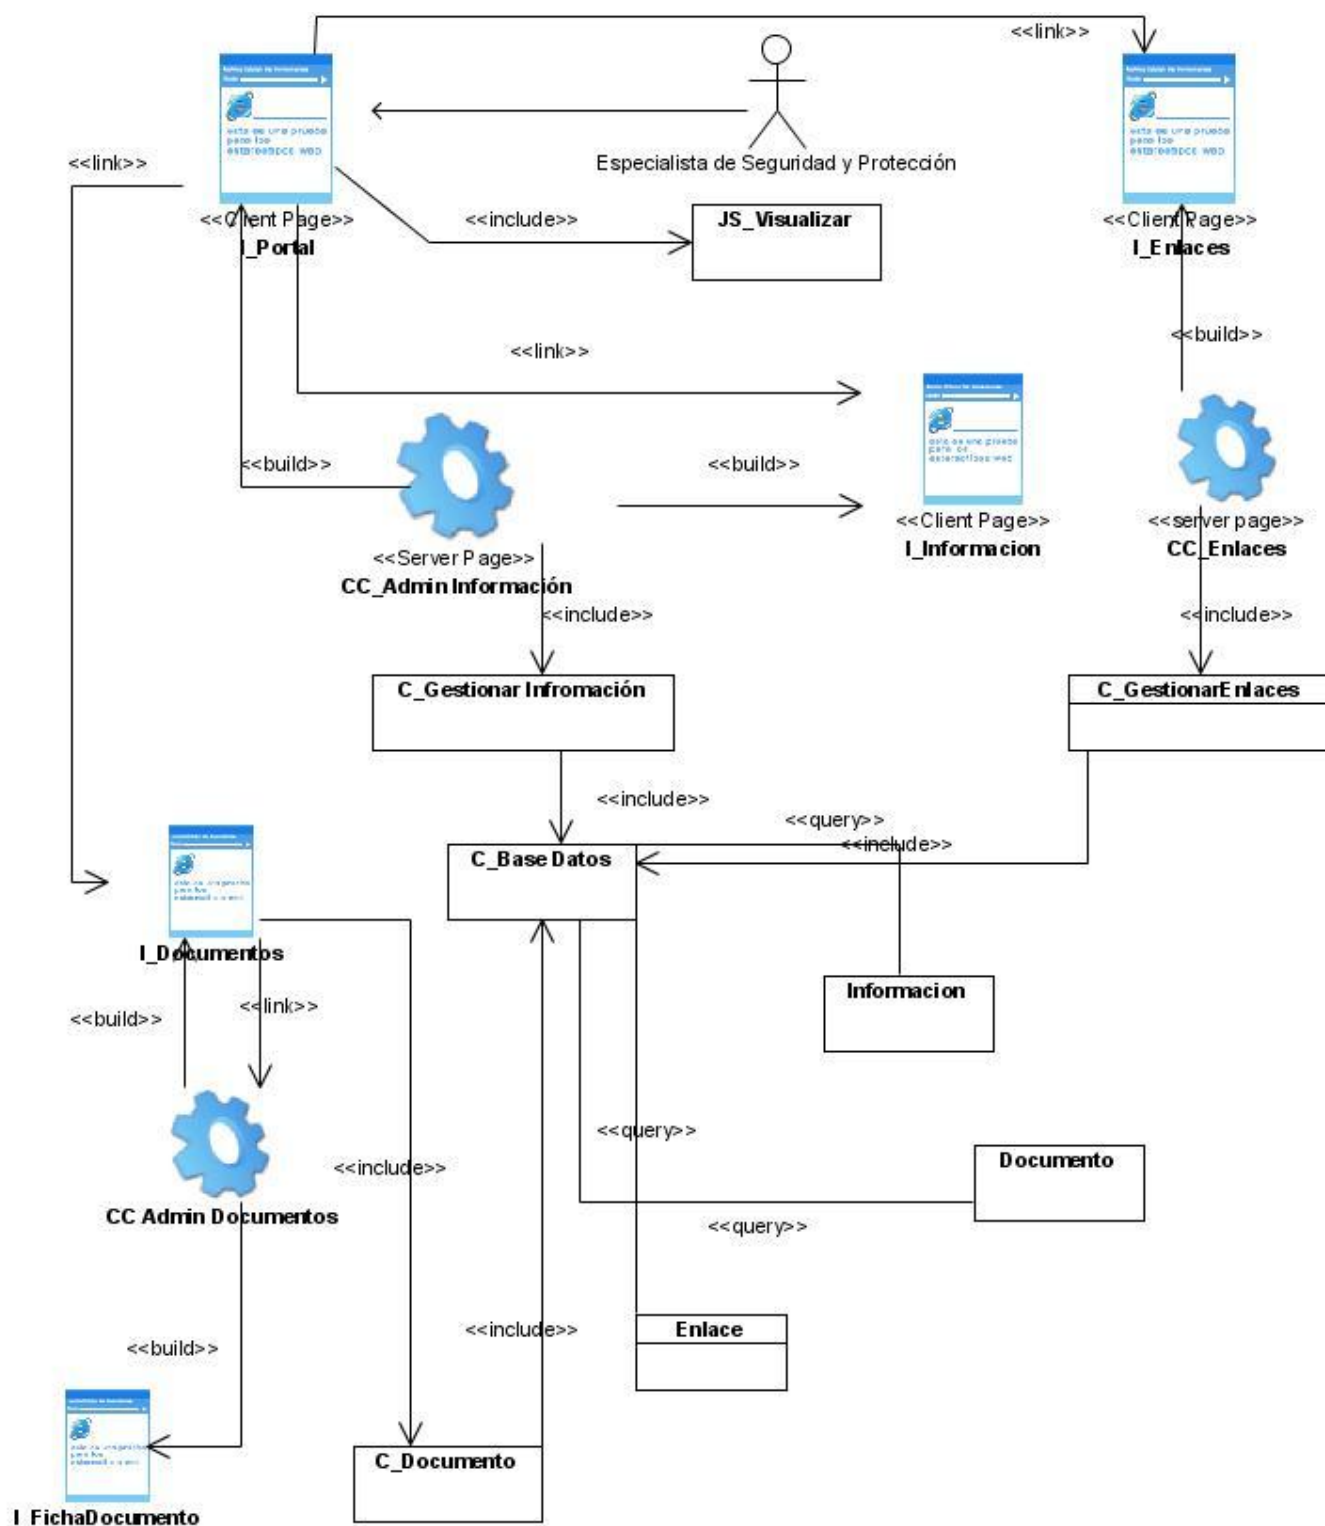 <<link>>
<<link>>
Especialista de Seguridad y Protección
<<Client Page>>
I_Portal
<<include>>
JS_Visualizar
<<Client Page>>
I_Enlaces
<<link>>
<<build>>
<<build>>
<<build>>
<<Server Page>>
CC_Admin Información
<<Client Page>>
I_Informacion
<<server page>>
CC_Enlaces
<<include>>
<<include>>
C_Gestionar Infromación
C_GestionarEnlaces
<<include>>
<<query>>
<<include>>
C_Base Datos
I_Documentos
<<build>>
<<link>>
Informacion
<<query>>
<<include>>
Documento
CC Admin Documentos
<<query>>
<<include>>
Enlace
<<build>>
C_Documento
I_FichaDocumento